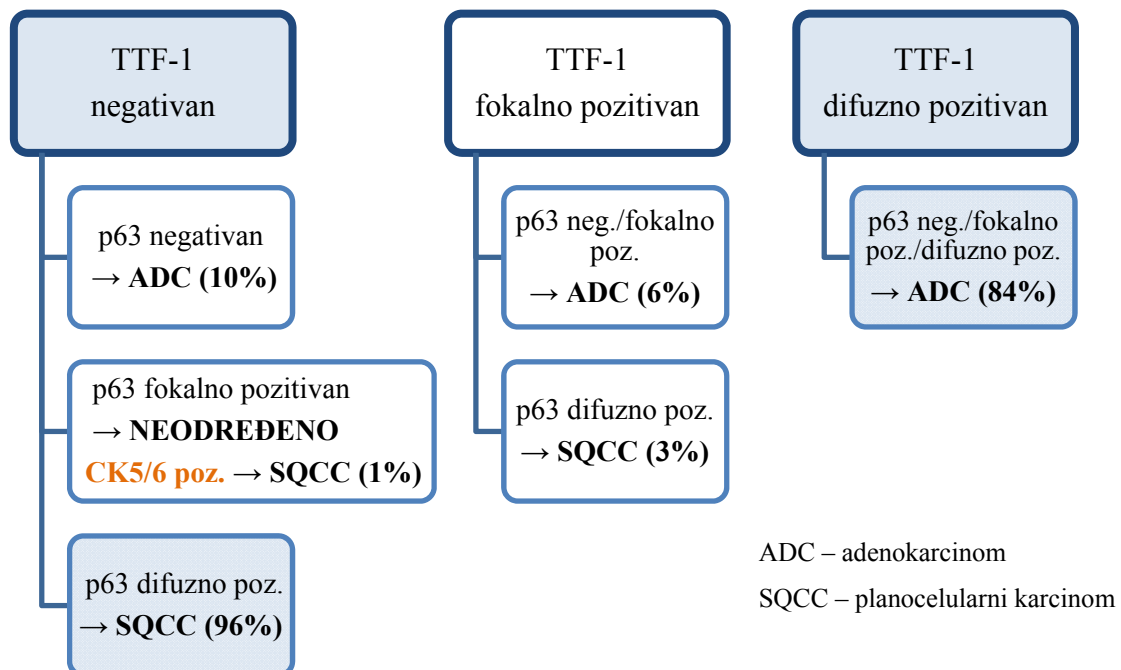 TTF-1
negativan
p63 negativan
→ ADC (10%)
p63 fokalno pozitivan
→ NEODREĐENO
CK5/6 poz. → SQCC (1%)
p63 difuzno poz.
→ SQCC (96%)
TTF-1
fokalno pozitivan
p63 neg./fokalno
poz.
→ ADC (6%)
p63 difuzno poz.
→ SQCC (3%)
TTF-1
difuzno pozitivan
p63 neg./fokalno
poz./difuzno poz.
→ ADC (84%)
ADC – adenokarcinom
SQCC – planocelularni karcinom